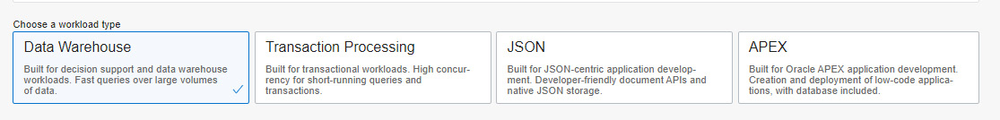 Choose a workload type
Data Warehouse
Built for decision support and data warehouse
workloads. Fast queries over large volumes
of data.
Transaction Processing
Built for transactional workloads. High concur-
rency for short-running queries and
transactions.
JSON
Built for JSON-centric application develop-
ment. Developer-friendly document APIs and
native JSON storage.
APEX
Built for Oracle APEX application development.
Creation and deployment of low-code applica-
tions, with database included.